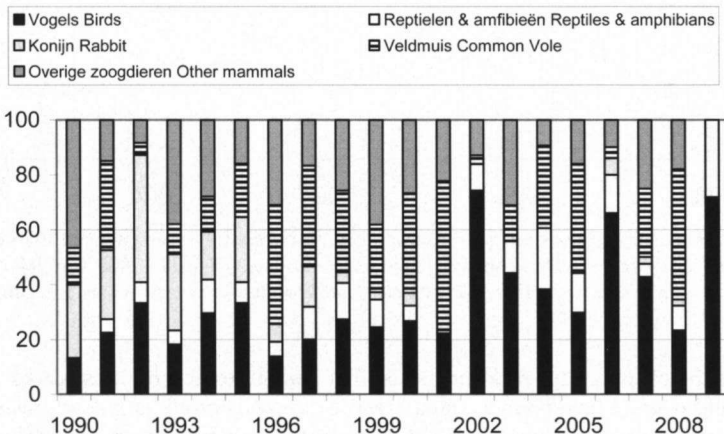 Vogels Birds Reptielen & amfibieën Reptiles & amphibians
Konijn Rabbit Veldmuis Common Vole
Overige zoogdieren Other mammals
100
80
60
40
20
0
1990 1993 1996 1999 2002 2005 2008